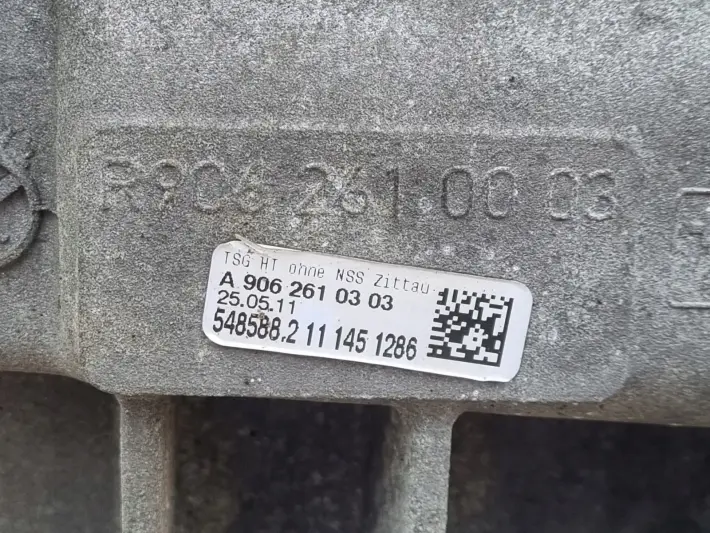 R906 261 00 03
TSG HT ohne NSS Zittau
A 906 261 03 03
25.05.11
548588.2 11 145 1286